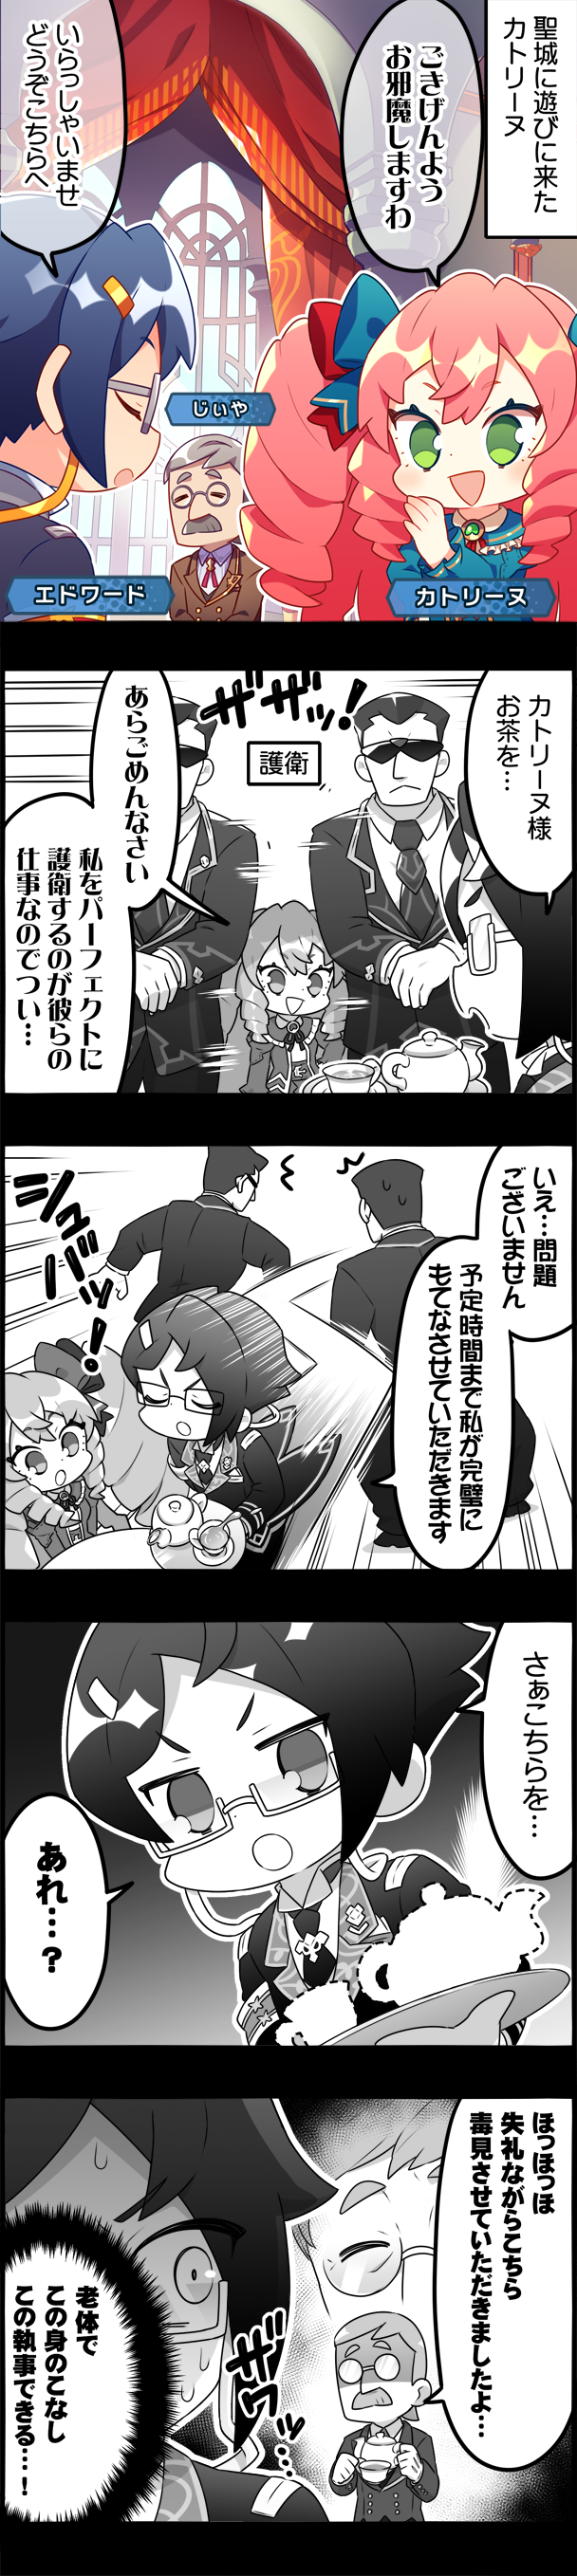 聖城に遊びに来た
カトリーヌ
ごきげんよう
お邪魔しますわ
いらっしゃいませ
どうぞこちらへ
じぃや
エドワード
カトリーヌ
カトリーヌ様
お茶を…
ザザッ!
護衛
あらごめんなさい
私をパーフェクトに
護衛するのが彼らの
仕事なのでつい…
いえ…問題
ございません
予定時間まで私が完璧に
もてなさせていただきます
シュバッ!
さぁこちらを…
あれ…?
ほっほっほ
失礼ながらこちら
毒見させていただきましたよ…
ザワッ…
老体で
この身のこなし
この執事できる…!